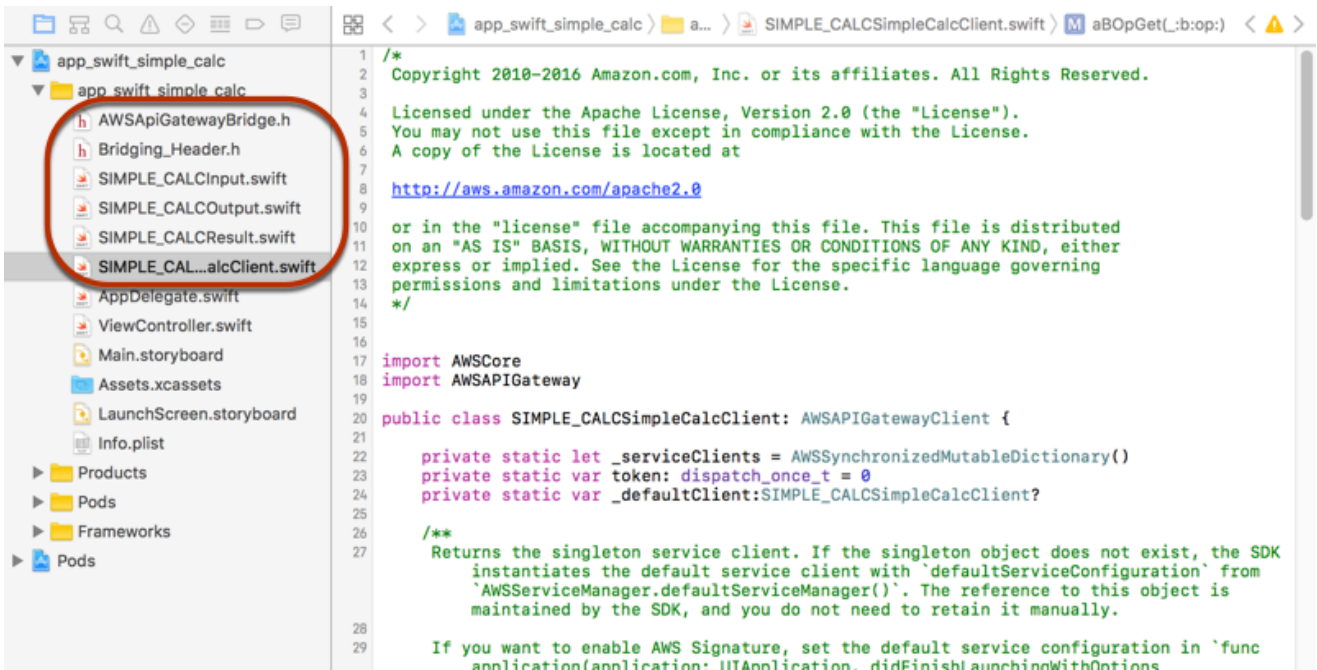 app_swift_simple_calc
a...
SIMPLE_CALCSimpleCalcClient.swift
M
aBOpGet(_:b:op:)
app_swift_simple_calc
app_swift_simple_calc
h AWSApiGatewayBridge.h
h Bridging_Header.h
SIMPLE_CALCInput.swift
SIMPLE_CALCOutput.swift
SIMPLE_CALCResult.swift
SIMPLE_CAL...alcClient.swift
AppDelegate.swift
ViewController.swift
Main.storyboard
Assets.xcassets
LaunchScreen.storyboard
Info.plist
Products
Pods
Frameworks
Pods
1 /*
2 Copyright 2010-2016 Amazon.com, Inc. or its affiliates. All Rights Reserved.
3
4 Licensed under the Apache License, Version 2.0 (the "License").
5 You may not use this file except in compliance with the License.
6 A copy of the License is located at
7
8 http://aws.amazon.com/apache2.0
9
10 or in the "license" file accompanying this file. This file is distributed
11 on an "AS IS" BASIS, WITHOUT WARRANTIES OR CONDITIONS OF ANY KIND, either
12 express or implied. See the License for the specific language governing
13 permissions and limitations under the License.
14 */
15
16
17 import AWSCore
18 import AWSAPIGateway
19
20 public class SIMPLE_CALCSimpleCalcClient: AWSAPIGatewayClient {
21
22 private static let _serviceClients = AWSSynchronizedMutableDictionary()
23 private static var token: dispatch_once_t = 0
24 private static var _defaultClient:SIMPLE_CALCSimpleCalcClient?
25
26 /**
27 Returns the singleton service client. If the singleton object does not exist, the SDK
instantiates the default service client with `defaultServiceConfiguration` from
`AWSServiceManager.defaultServiceManager()`. The reference to this object is
maintained by the SDK, and you do not need to retain it manually.
28
29 If you want to enable AWS Signature, set the default service configuration in `func
application(application: UIApplication, didFinishLaunchingWithOptions